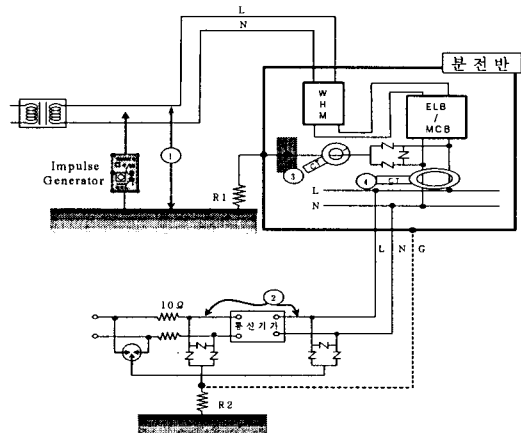 L
N
분전반
W
H
M
ELB
/
MCB
Impulse
Generator
1
3
CT
4
CT
R1
L
N
L
N
G
10Ω
2
통신기기
R2